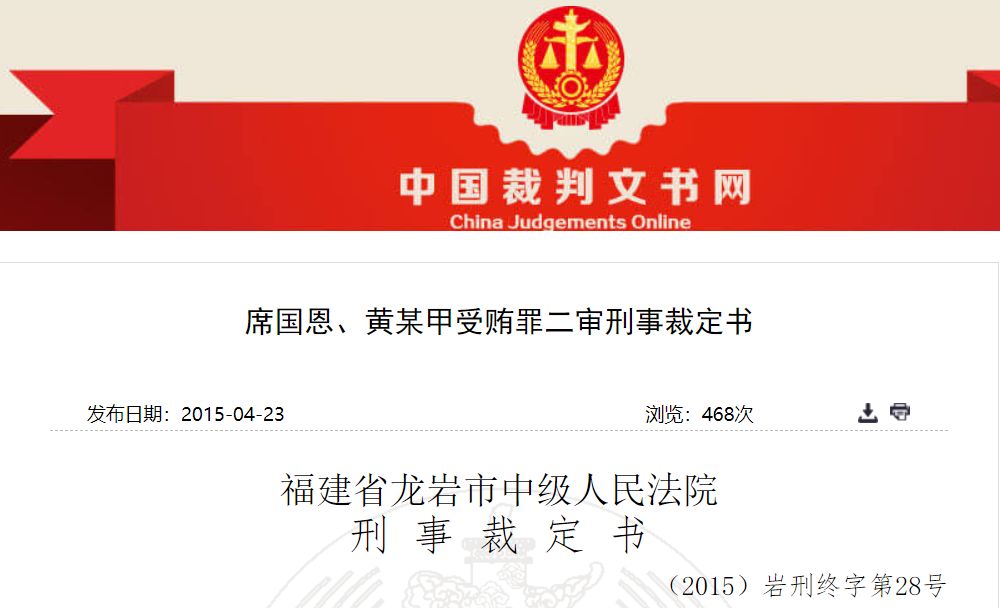 中国裁判文书网
China Judgements Online
席国恩、黄某甲受贿罪二审刑事裁定书
发布日期：2015-04-23 浏览：468次
福建省龙岩市中级人民法院
刑 事 裁 定 书
（2015）岩刑终字第28号